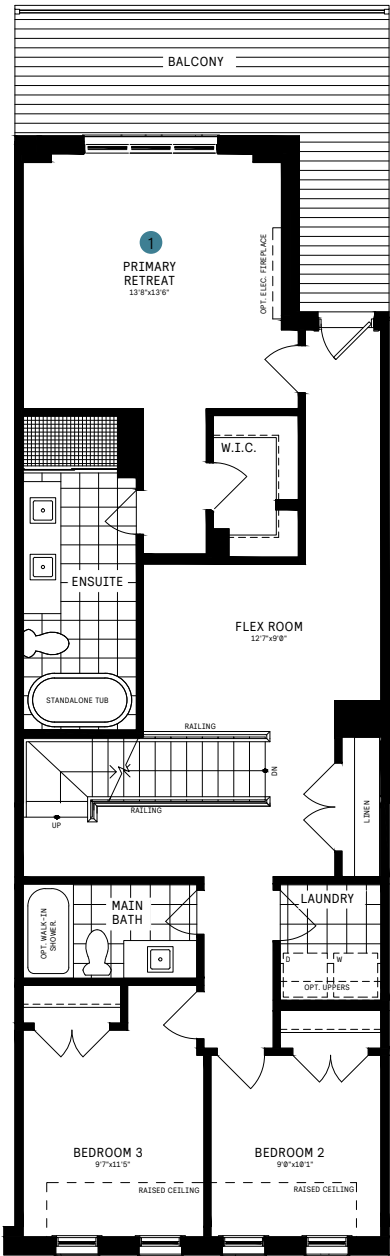 BALCONY
1
PRIMARY
RETREAT
13'8"x13'6"
OPT. ELEC. FIREPLACE
W.I.C.
ENSUITE
FLEX ROOM
12'7"x9'0"
STANDALONE TUB
RAILING
DN
UP
RAILING
LINEN
MAIN
BATH
OPT. WALK-IN
SHOWER
LAUNDRY
D
W
OPT. UPPERS
BEDROOM 3
9'7"x11'5"
BEDROOM 2
9'0"x10'1"
RAISED CEILING
RAISED CEILING